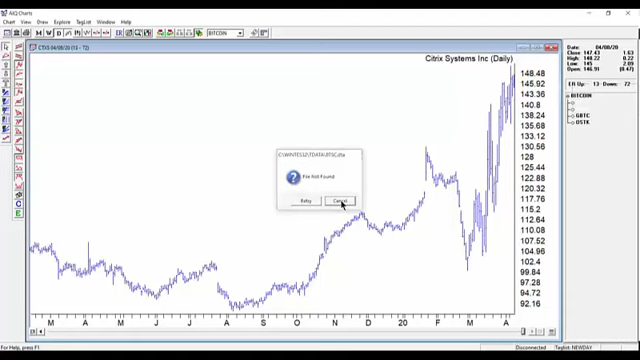 AIQ Charts
Chart View Draw Explore TagList Window Help
BITCOIN
CTXS 04/08/20 (13 - 72)
Citrix Systems Inc (Daily)
Date: 04/08/20
Close: 147.43 1.63
High: 148.22 0.22
Low: 145 2.09
Open: 146.91 (0.47)
ER Up: 13 Down: 72
BITCOIN
GBTC
OSTK
148.48
145.92
143.36
140.8
138.24
135.68
133.12
130.56
128
125.44
122.88
120.32
117.76
115.2
112.64
110.08
107.52
104.96
102.4
99.84
97.28
94.72
92.16
File Not Found
Retry
Cancel
M A M J J A S O N D 20 F M A
For Help, Press F1
Disconnected
Taglist: NEWDAY